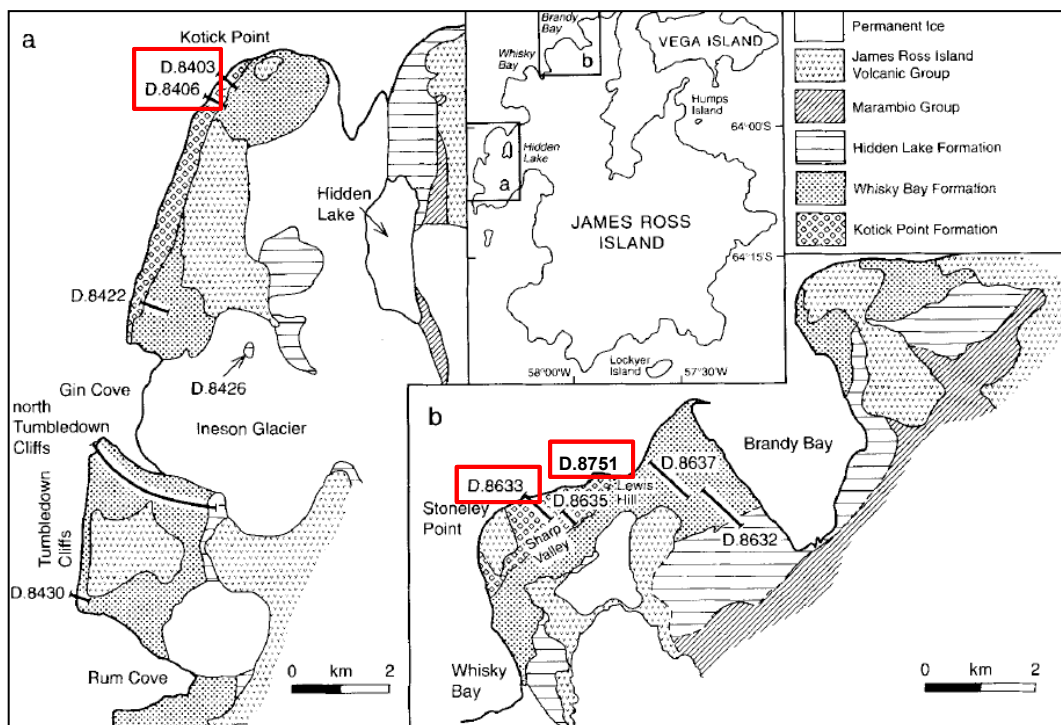 a
Kotick Point
D.8403
D.8406
Hidden
Lake
D.8422
D.8426
Gin Cove
north
Tumbledown
Cliffs
Ineson Glacier
Tumbledown
Cliffs
D.8430
Rum Cove
0 km 2
Brandy
Bay
b
Whisky
Bay
VEGA ISLAND
Humps
Island
64°00'S
Hidden
Lake
a
JAMES ROSS
ISLAND
64°15'S
Lockyer
Island
58°00'W
57°30'W
Permanent Ice
James Ross Island
Volcanic Group
Marambio Group
Hidden Lake Formation
Whisky Bay Formation
Kotick Point Formation
b
Brandy Bay
D.8751
D.8637
D.8633
D.8635
Lewis
Hill
Stoneley
Point
Sharp
Valley
D.8632
Whisky
Bay
0 km 2